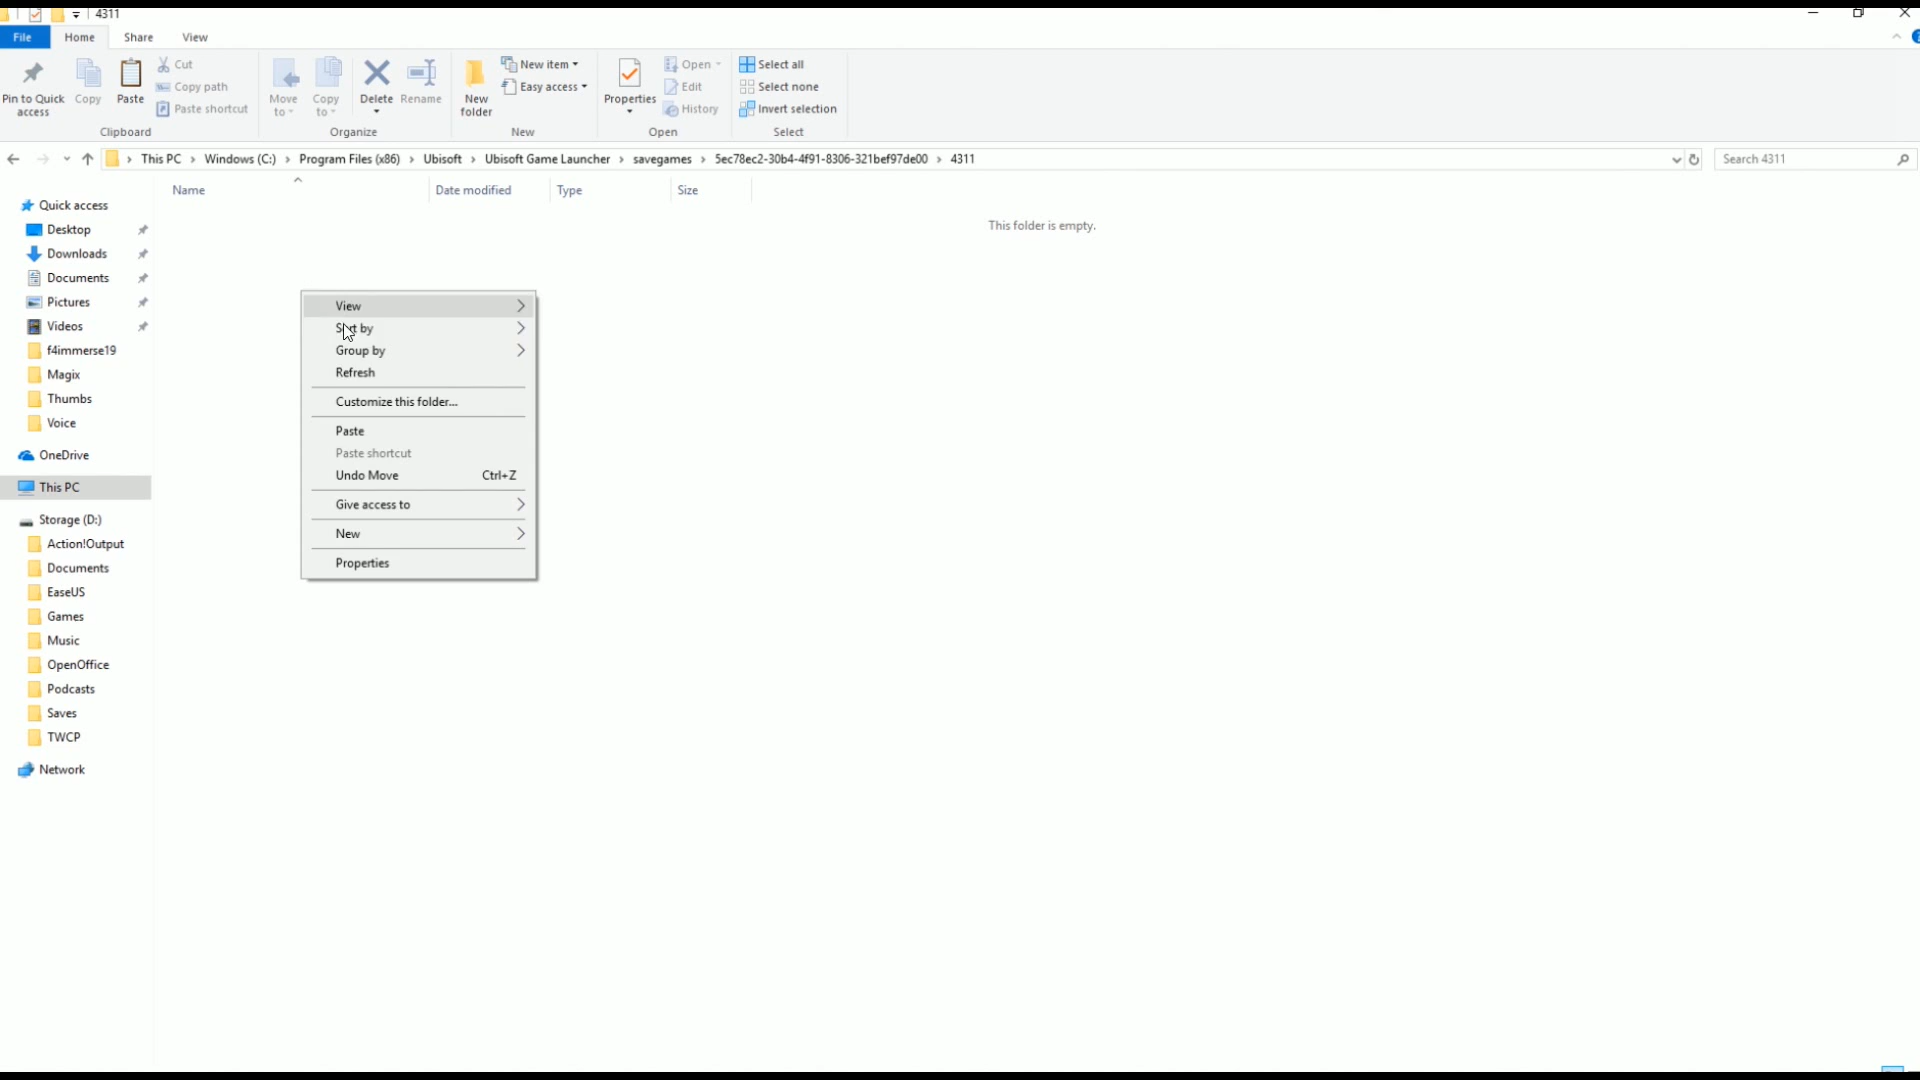 4311
File Home Share View
Pin to Quick access
Copy
Paste
Cut
Copy path
Paste shortcut
Clipboard
Move to
Copy to
Delete
Rename
Organize
New folder
New item
Easy access
New
Properties
Open
Edit
History
Open
Select all
Select none
Invert selection
Select
This PC > Windows (C:) > Program Files (x86) > Ubisoft > Ubisoft Game Launcher > savegames > 5ec78ec2-30b4-4f91-8306-321bef97de00 > 4311
Search 4311
Name Date modified Type Size
This folder is empty.
Quick access
Desktop
Downloads
Documents
Pictures
Videos
f4immerse19
Magix
Thumbs
Voice
OneDrive
This PC
Storage (D:)
Action!Output
Documents
EaseUS
Games
Music
OpenOffice
Podcasts
Saves
TWCP
Network
View
Sort by
Group by
Refresh
Customize this folder...
Paste
Paste shortcut
Undo Move Ctrl+Z
Give access to
New
Properties